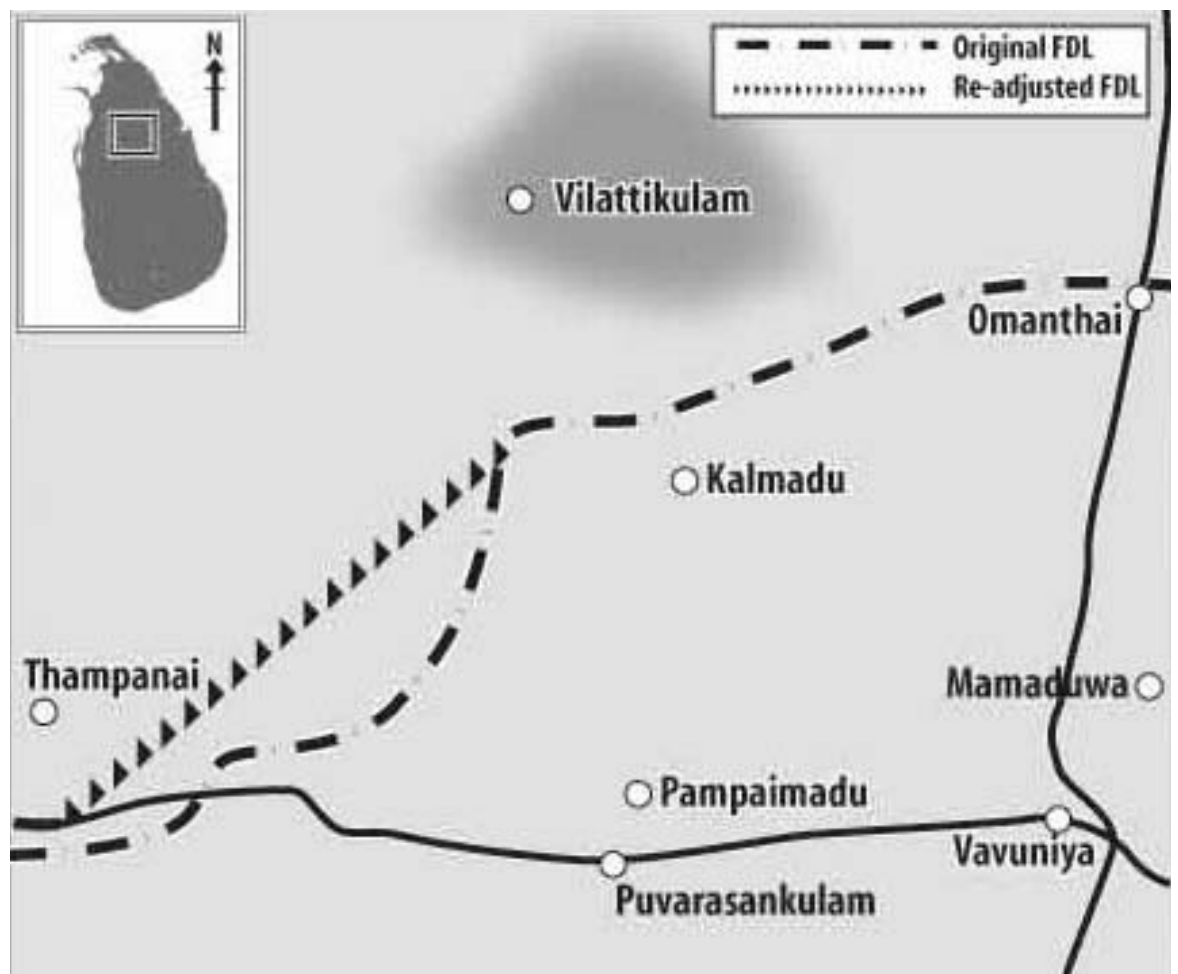 N
Original FDL
Re-adjusted FDL
Vilattikulam
Omanthai
Kalmadu
Thampanai
Mamaduwa
Pampaimadu
Vavuniya
Puvarasankulam